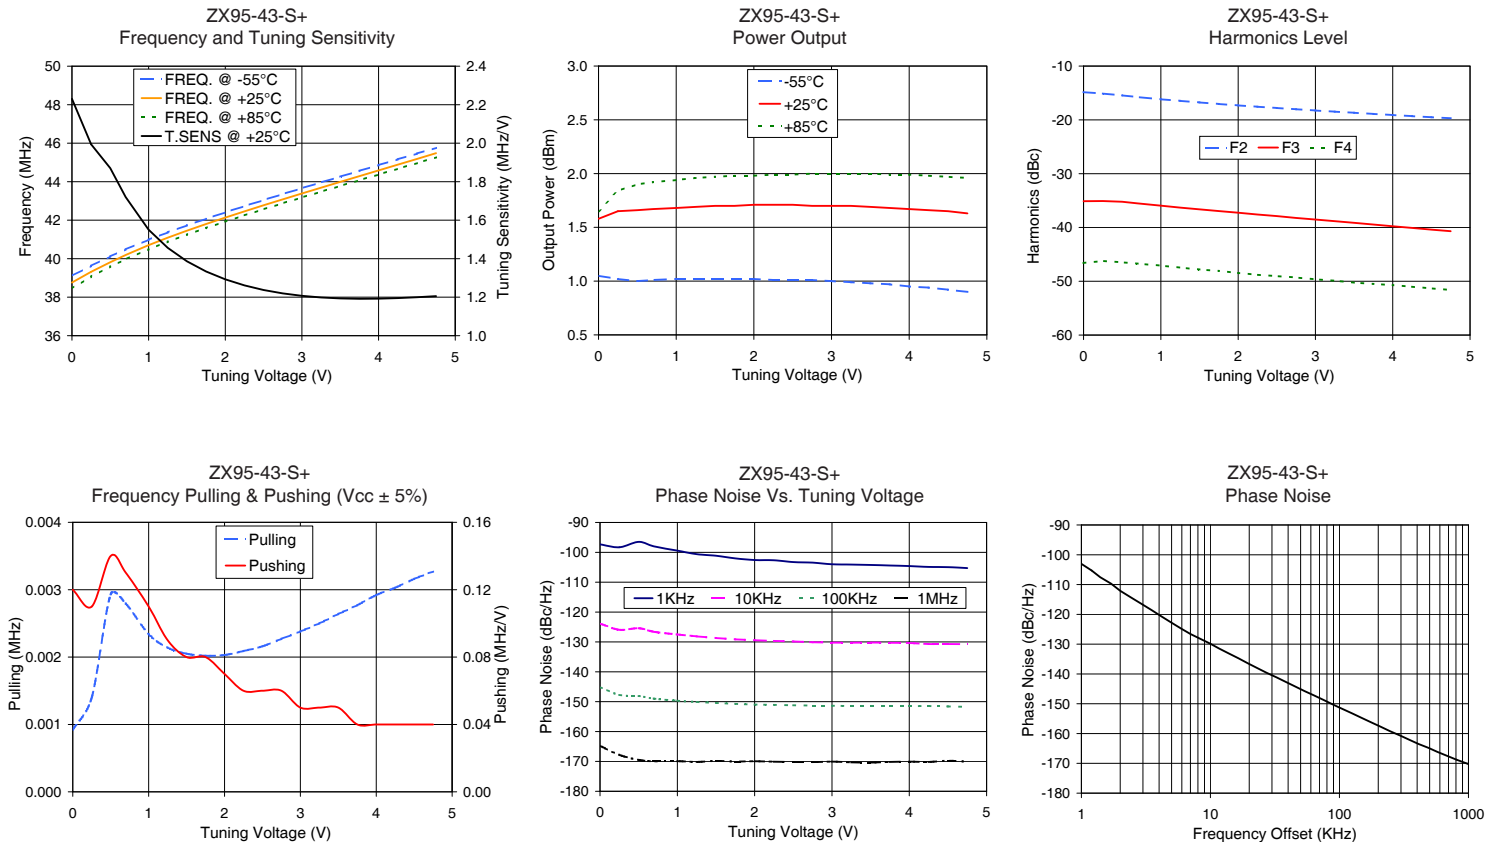 ZX95-43-S+
Frequency and Tuning Sensitivity
50
48
46
44
42
40
38
36
Frequency (MHz)
FREQ. @ -55°C
FREQ. @ +25°C
FREQ. @ +85°C
T.SENS @ +25°C
2.4
2.2
2.0
1.8
1.6
1.4
1.2
1.0
Tuning Sensitivity (MHz/V)
0 1 2 3 4 5
Tuning Voltage (V)
ZX95-43-S+
Power Output
3.0
2.5
2.0
1.5
1.0
0.5
Output Power (dBm)
-55°C
+25°C
+85°C
0 1 2 3 4 5
Tuning Voltage (V)
ZX95-43-S+
Harmonics Level
-10
-20
-30
-40
-50
-60
Harmonics (dBc)
F2 F3 F4
0 1 2 3 4 5
Tuning Voltage (V)
ZX95-43-S+
Frequency Pulling & Pushing (Vcc ± 5%)
0.004
0.003
0.002
0.001
0.000
Pulling (MHz)
Pulling
Pushing
0.16
0.12
0.08
0.04
0.00
Pushing (MHz/V)
0 1 2 3 4 5
Tuning Voltage (V)
ZX95-43-S+
Phase Noise Vs. Tuning Voltage
-90
-100
-110
-120
-130
-140
-150
-160
-170
-180
Phase Noise (dBc/Hz)
1KHz 10KHz 100KHz 1MHz
0 1 2 3 4 5
Tuning Voltage (V)
ZX95-43-S+
Phase Noise
-90
-100
-110
-120
-130
-140
-150
-160
-170
-180
Phase Noise (dBc/Hz)
1 10 100 1000
Frequency Offset (KHz)